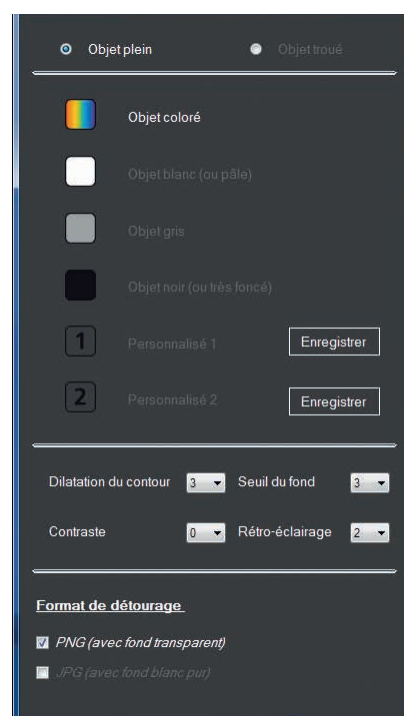 Objet plein Objet troué
Objet coloré
Objet blanc (ou pâle)
Objet gris
Objet noir (ou très foncé)
1 Personnalisé 1 Enregistrer
2 Personnalisé 2 Enregistrer
Dilatation du contour 3 Seuil du fond 3
Contraste 0 Rétro-éclairage 2
Format de détourage
PNG (avec fond transparent)
JPG (avec fond blanc pur)